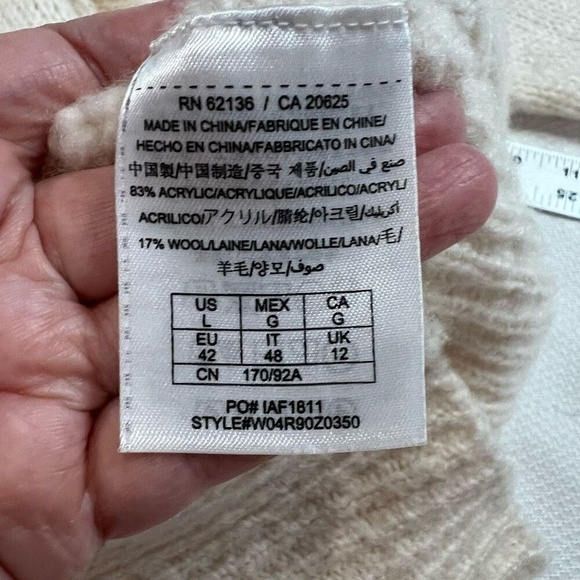 RN 62136 / CA 20625
MADE IN CHINA/FABRIQUE EN CHINE/
HECHO EN CHINA/FABBRICATO IN CINA/
中国製/中国制造/중국 제품/صنع في الصين/
83% ACRYLIC/ACRYLIQUE/ACRILICO/ACRYL/
ACRILICO/アクリル/腈纶/아크릴/أكريليك/
17% WOOL/LAINE/LANA/WOLLE/LANA/毛/
羊毛/양모/صوف
US MEX CA
L G G
EU IT UK
42 48 12
CN 170/92A
PO# IAF1811
STYLE#W04R90Z0350